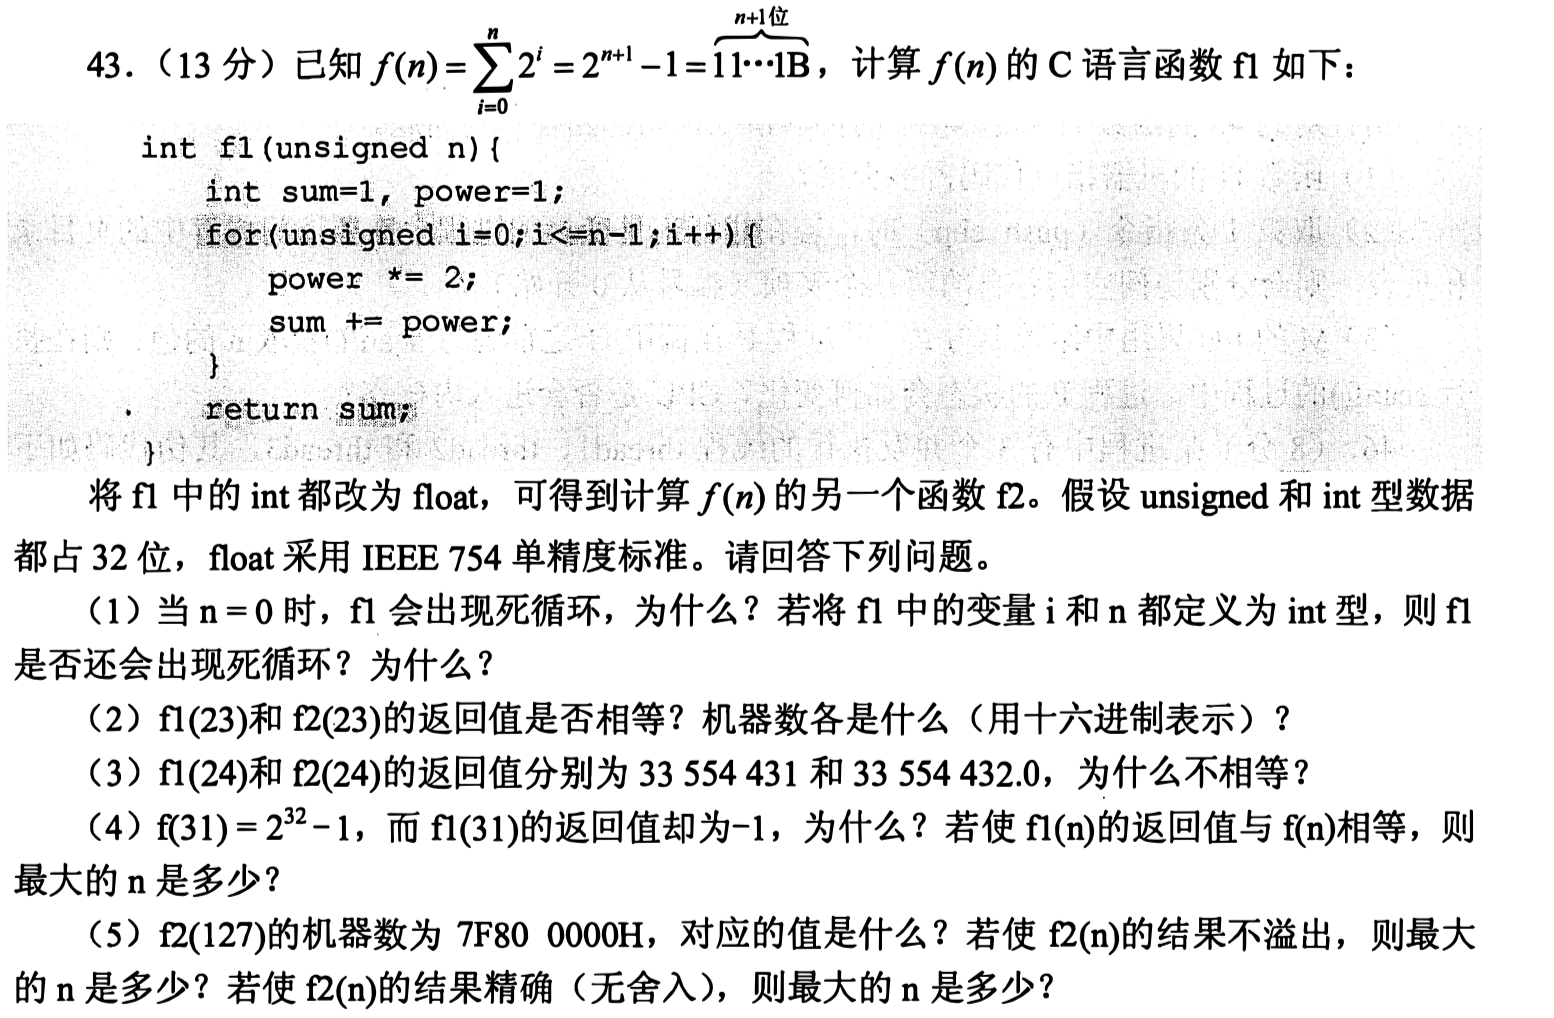 43.（13 分）已知 f(n)=∑_{i=0}^{n} 2^i = 2^{n+1} −1= 11⋯1B（n+1位），计算 f(n) 的 C 语言函数 f1 如下：
int f1(unsigned n){
int sum=1, power=1;
for(unsigned i=0;i<=n-1;i++){
power *= 2;
sum += power;
}
return sum;
}
将 f1 中的 int 都改为 float，可得到计算 f(n) 的另一个函数 f2。假设 unsigned 和 int 型数据
都占 32 位，float 采用 IEEE 754 单精度标准。请回答下列问题。
（1）当 n = 0 时，f1 会出现死循环，为什么？若将 f1 中的变量 i 和 n 都定义为 int 型，则 f1
是否还会出现死循环？为什么？
（2）f1(23)和 f2(23)的返回值是否相等？机器数各是什么（用十六进制表示）？
（3）f1(24)和 f2(24)的返回值分别为 33 554 431 和 33 554 432.0，为什么不相等？
（4）f(31) = 2^{32} − 1，而 f1(31)的返回值却为−1，为什么？若使 f1(n)的返回值与 f(n)相等，则
最大的 n 是多少？
（5）f2(127)的机器数为 7F80 0000H，对应的值是什么？若使 f2(n)的结果不溢出，则最大
的 n 是多少？若使 f2(n)的结果精确（无舍入），则最大的 n 是多少？